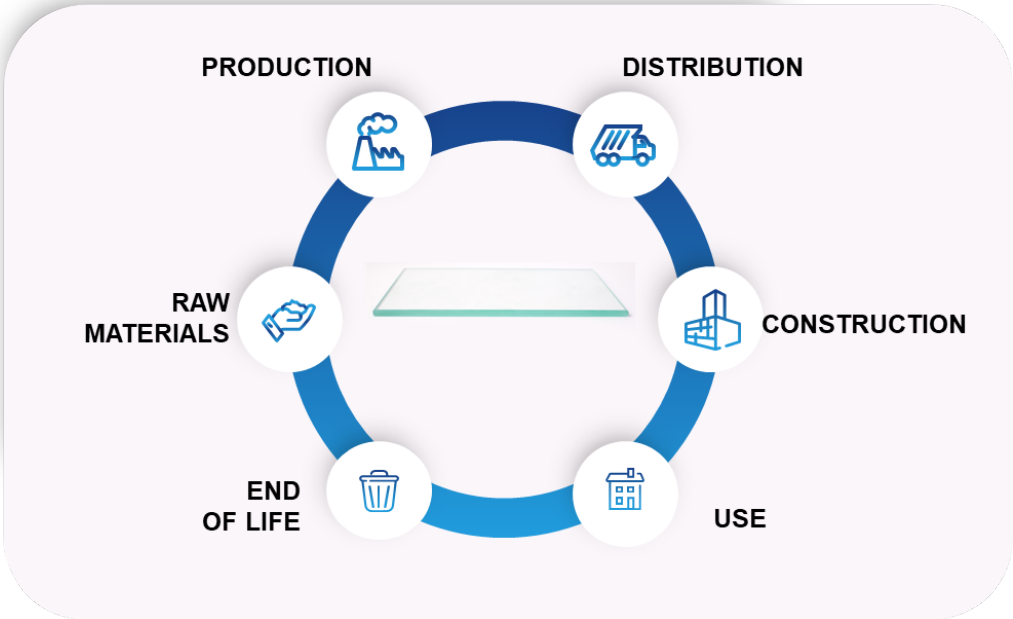 PRODUCTION
DISTRIBUTION
RAW
MATERIALS
CONSTRUCTION
END
OF LIFE
USE